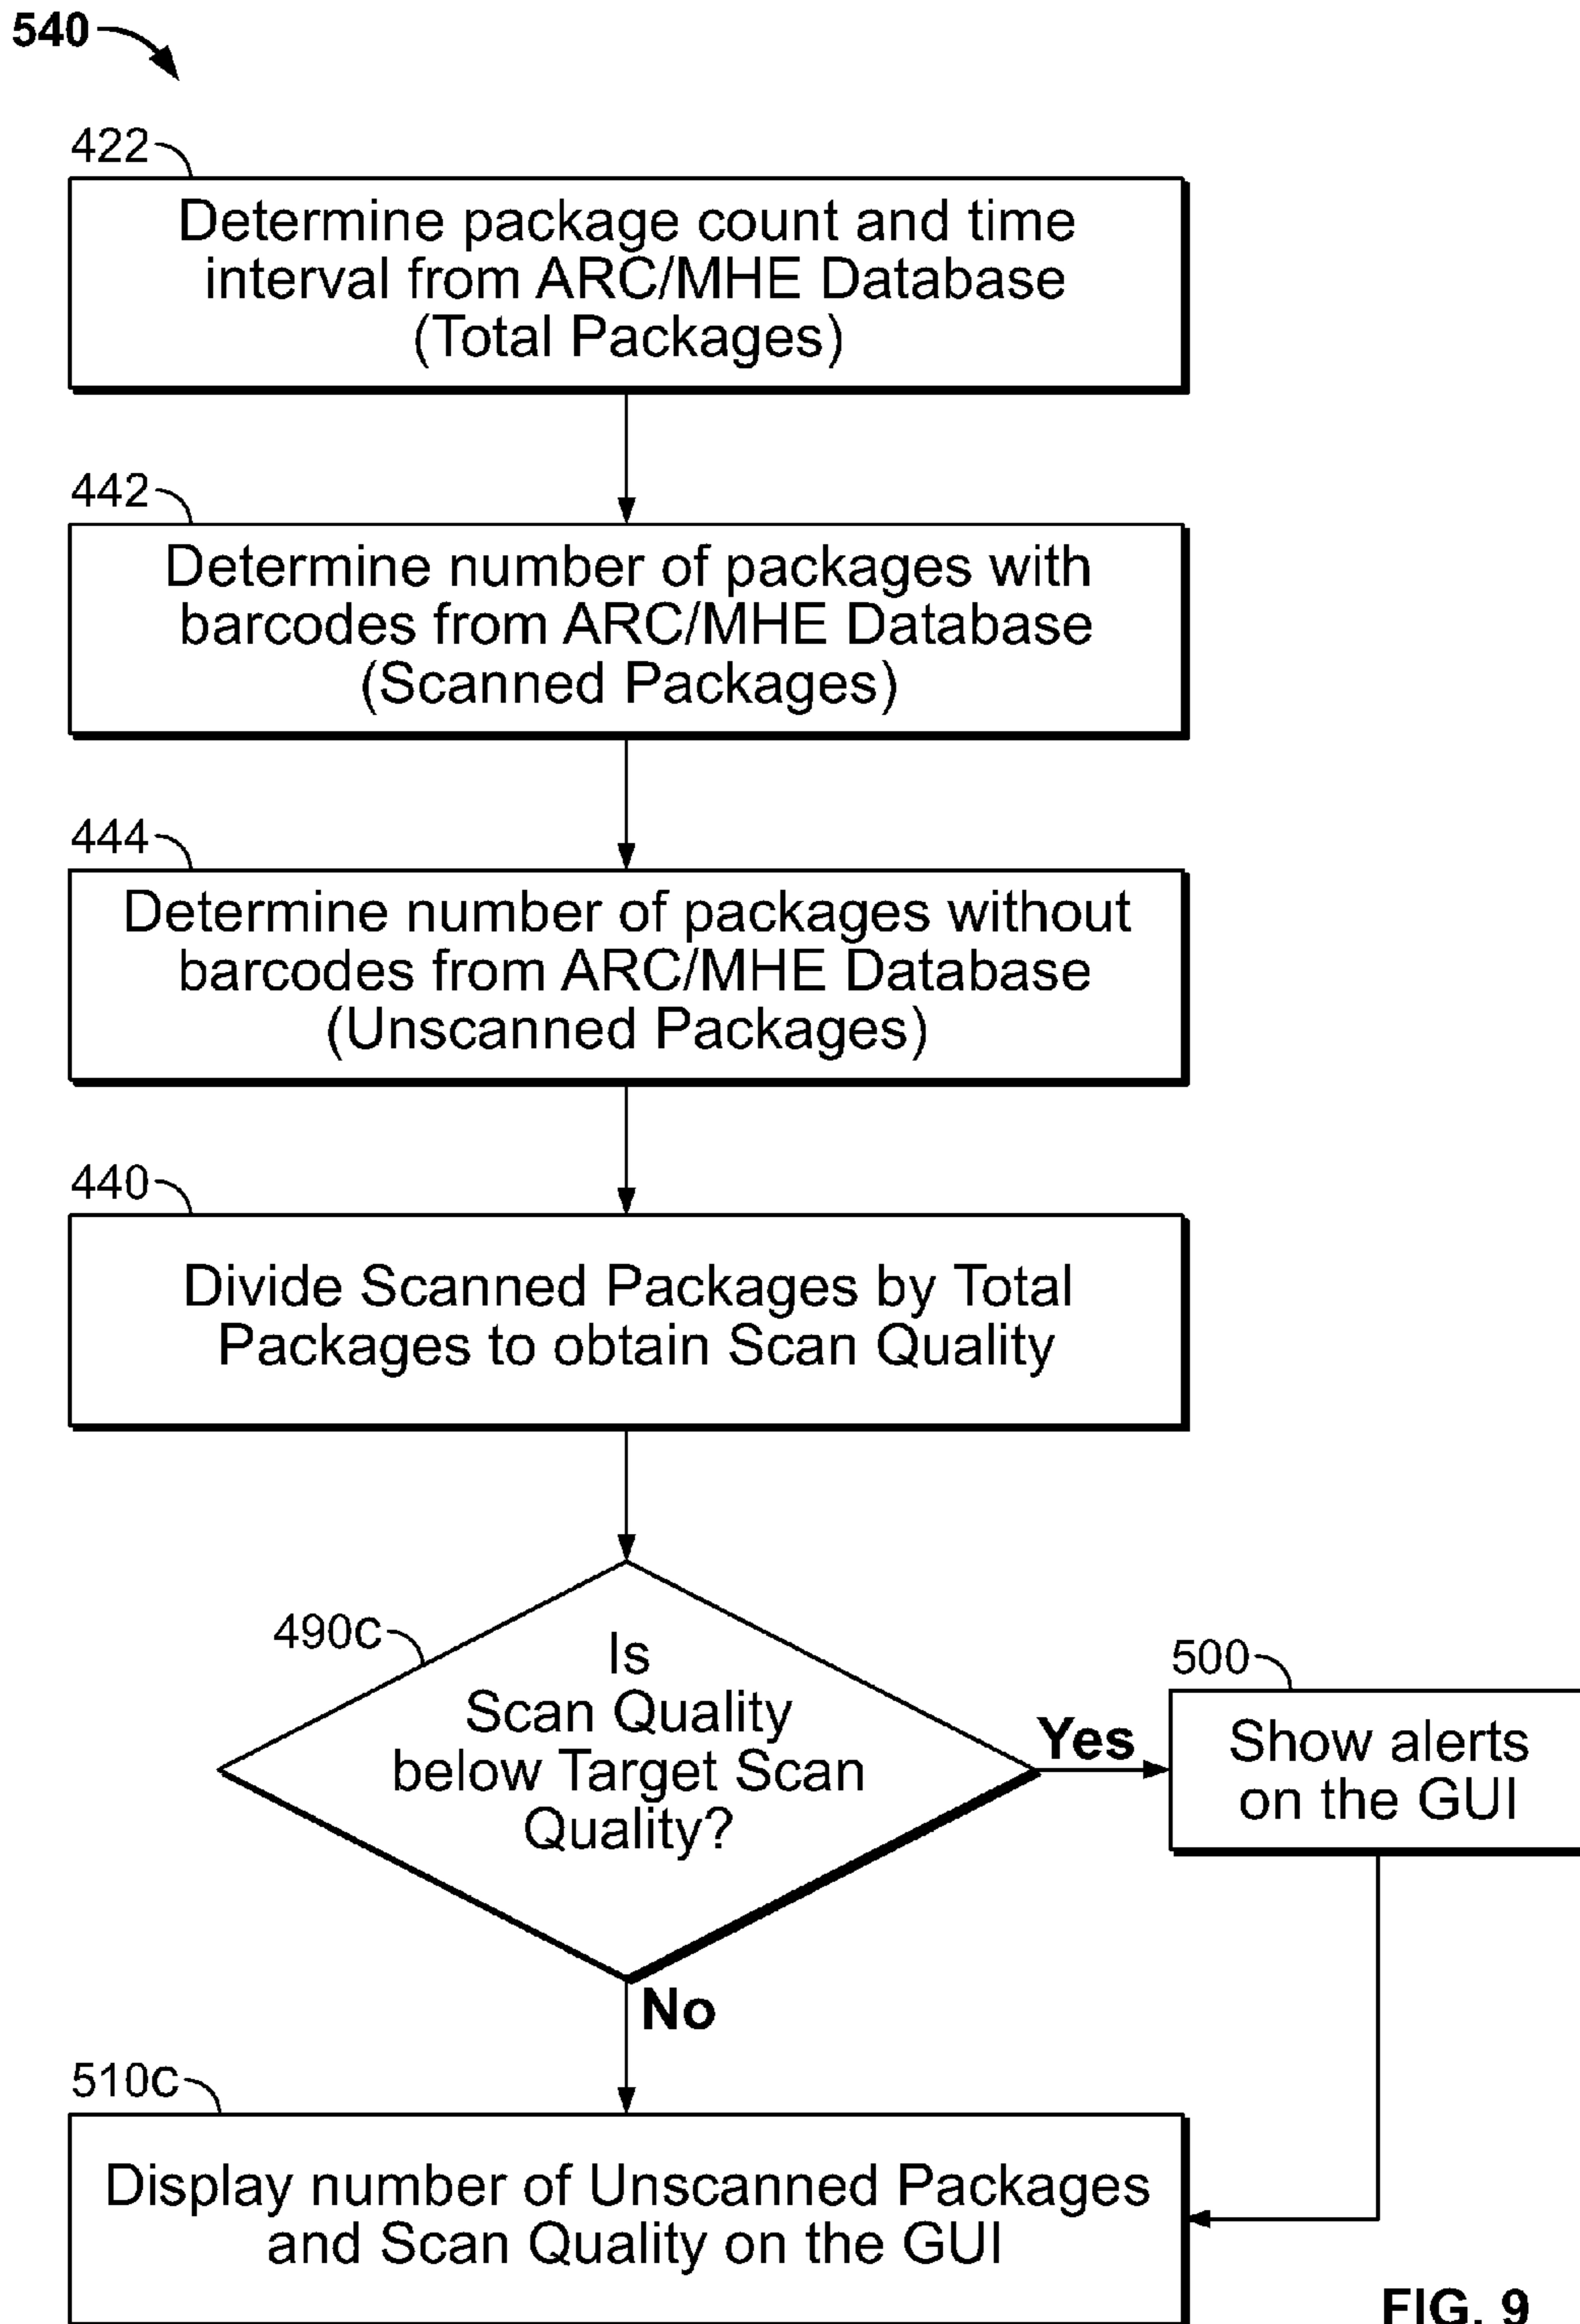 540
422
Determine package count and time
interval from ARC/MHE Database
(Total Packages)
442
Determine number of packages with
barcodes from ARC/MHE Database
(Scanned Packages)
444
Determine number of packages without
barcodes from ARC/MHE Database
(Unscanned Packages)
440
Divide Scanned Packages by Total
Packages to obtain Scan Quality
490c
Is
Scan Quality
below Target Scan
Quality?
Yes
500
Show alerts
on the GUI
No
510c
Display number of Unscanned Packages
and Scan Quality on the GUI
FIG. 9